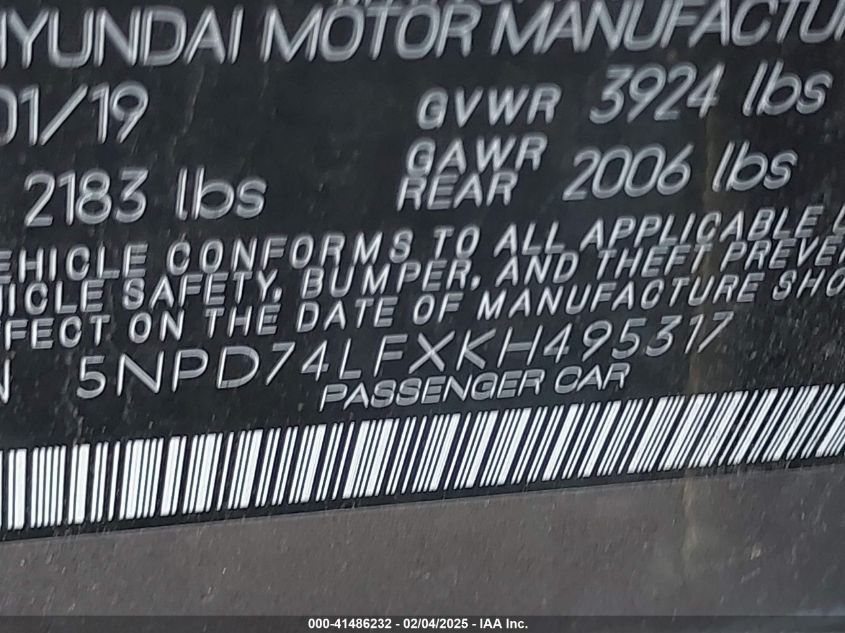 HYUNDAI MOTOR MANUFACTU
01/19 GVWR 3924 lbs
2183 lbs GAWR REAR 2006 lbs
EHICLE CONFORMS TO ALL APPLICABLE
ICLE SAFETY, BUMPER, AND THEFT PREVE
FFECT ON THE DATE OF MANUFACTURE SHO
N 5NPD74LFXKH495317
PASSENGER CAR
000-41486232 - 02/04/2025 - IAA Inc.